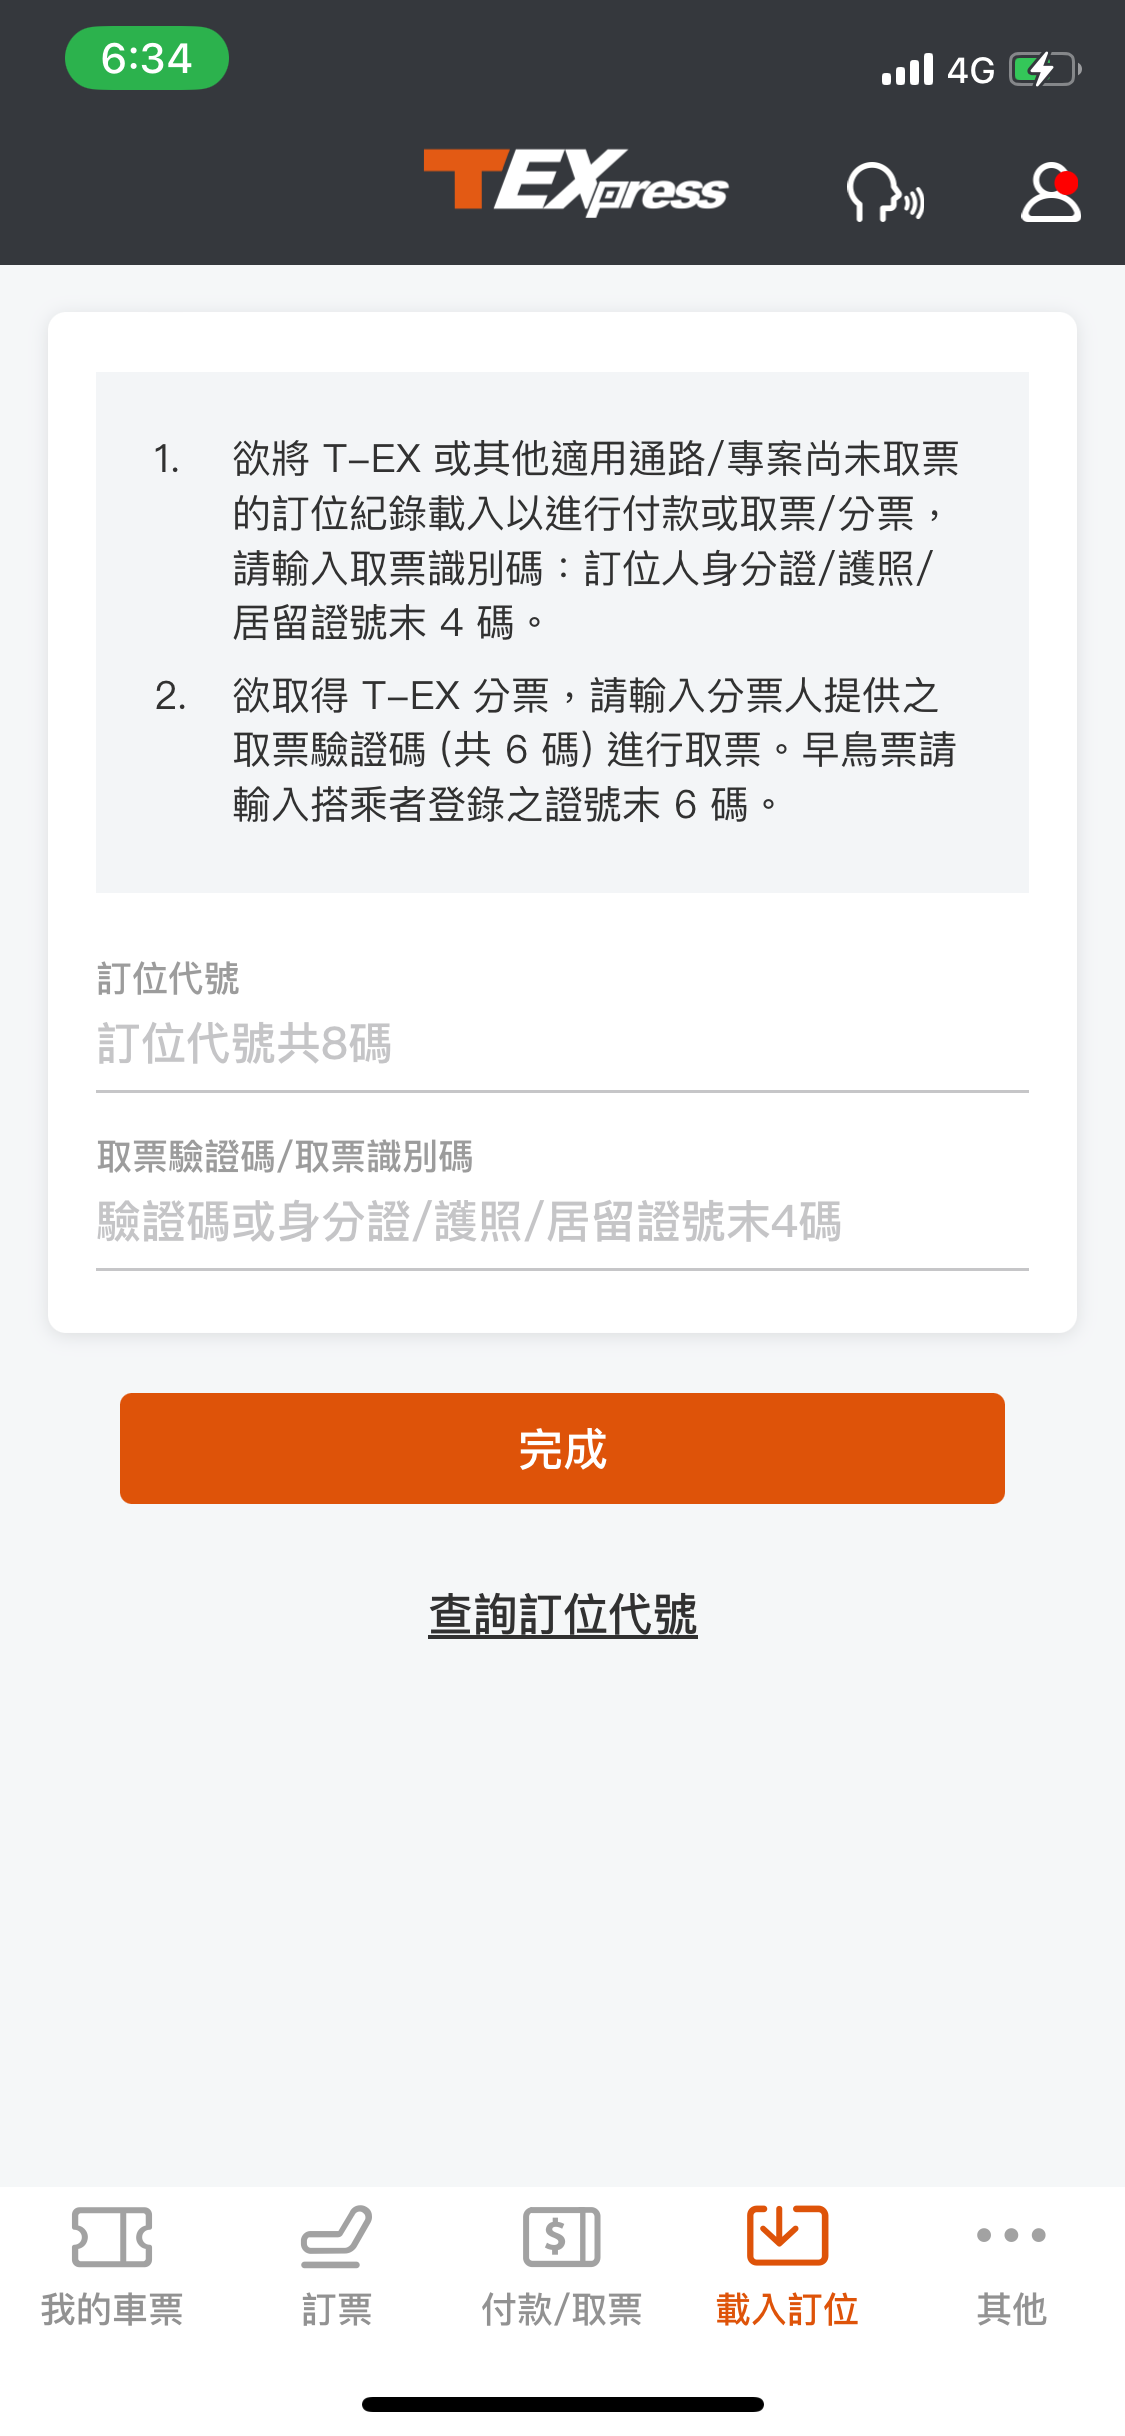 6:34
4G
TEXpress
1. 欲將 T-EX 或其他適用通路/專案尚未取票
的訂位紀錄載入以進行付款或取票/分票，
請輸入取票識別碼：訂位人身分證/護照/
居留證號末 4 碼。
2. 欲取得 T-EX 分票，請輸入分票人提供之
取票驗證碼 (共 6 碼) 進行取票。早鳥票請
輸入搭乘者登錄之證號末 6 碼。
訂位代號
訂位代號共8碼
取票驗證碼/取票識別碼
驗證碼或身分證/護照/居留證號末4碼
完成
查詢訂位代號
我的車票
訂票
付款/取票
載入訂位
其他